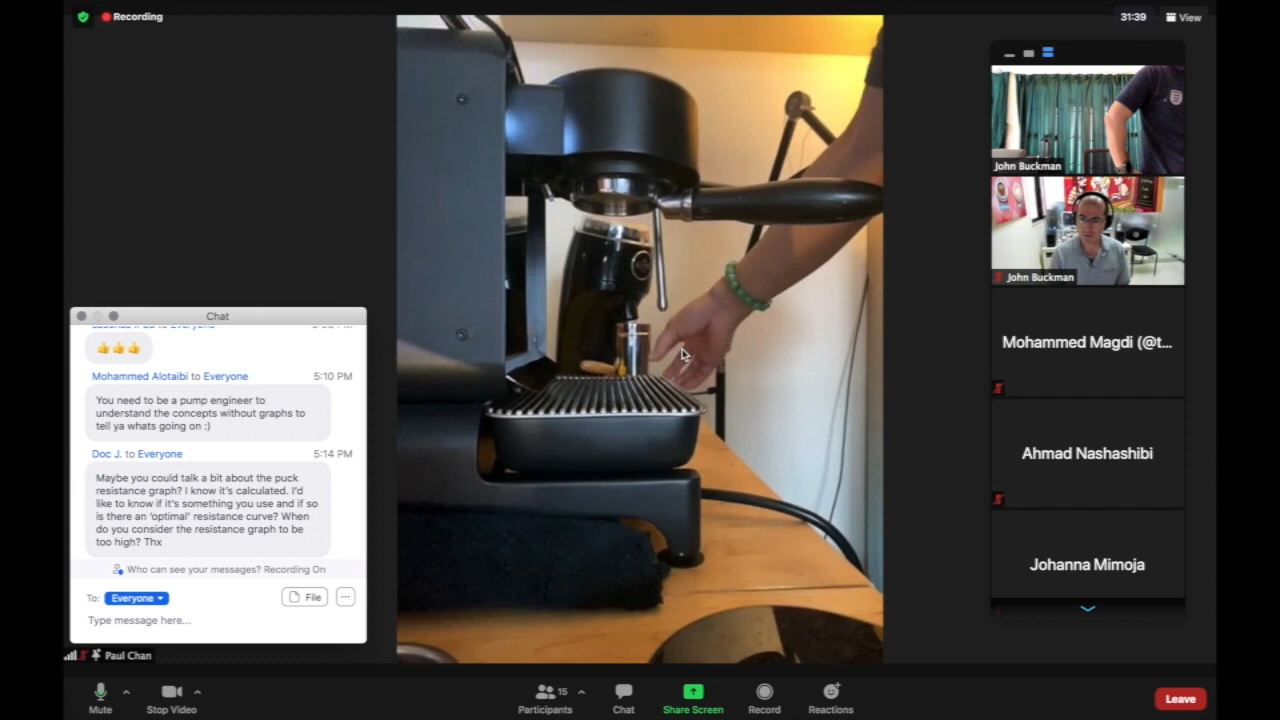 Recording
31:39
View
John Buckman
John Buckman
Mohammed Magdi (@t...
Ahmad Nashashibi
Johanna Mimoja
Chat
👍👍👍
Mohammed Alotaibi to Everyone
5:10 PM
You need to be a pump engineer to
understand the concepts without graphs to
tell ya whats going on :)
Doc J. to Everyone
5:14 PM
Maybe you could talk a bit about the puck
resistance graph? I know it's calculated. I'd
like to know if it's something you use and if so
is there an 'optimal' resistance curve? When
do you consider the resistance graph to be
too high? Thx
Who can see your messages? Recording On
To: Everyone
File
Type message here...
Paul Chan
Mute
Stop Video
Participants
15
Chat
Share Screen
Record
Reactions
Leave